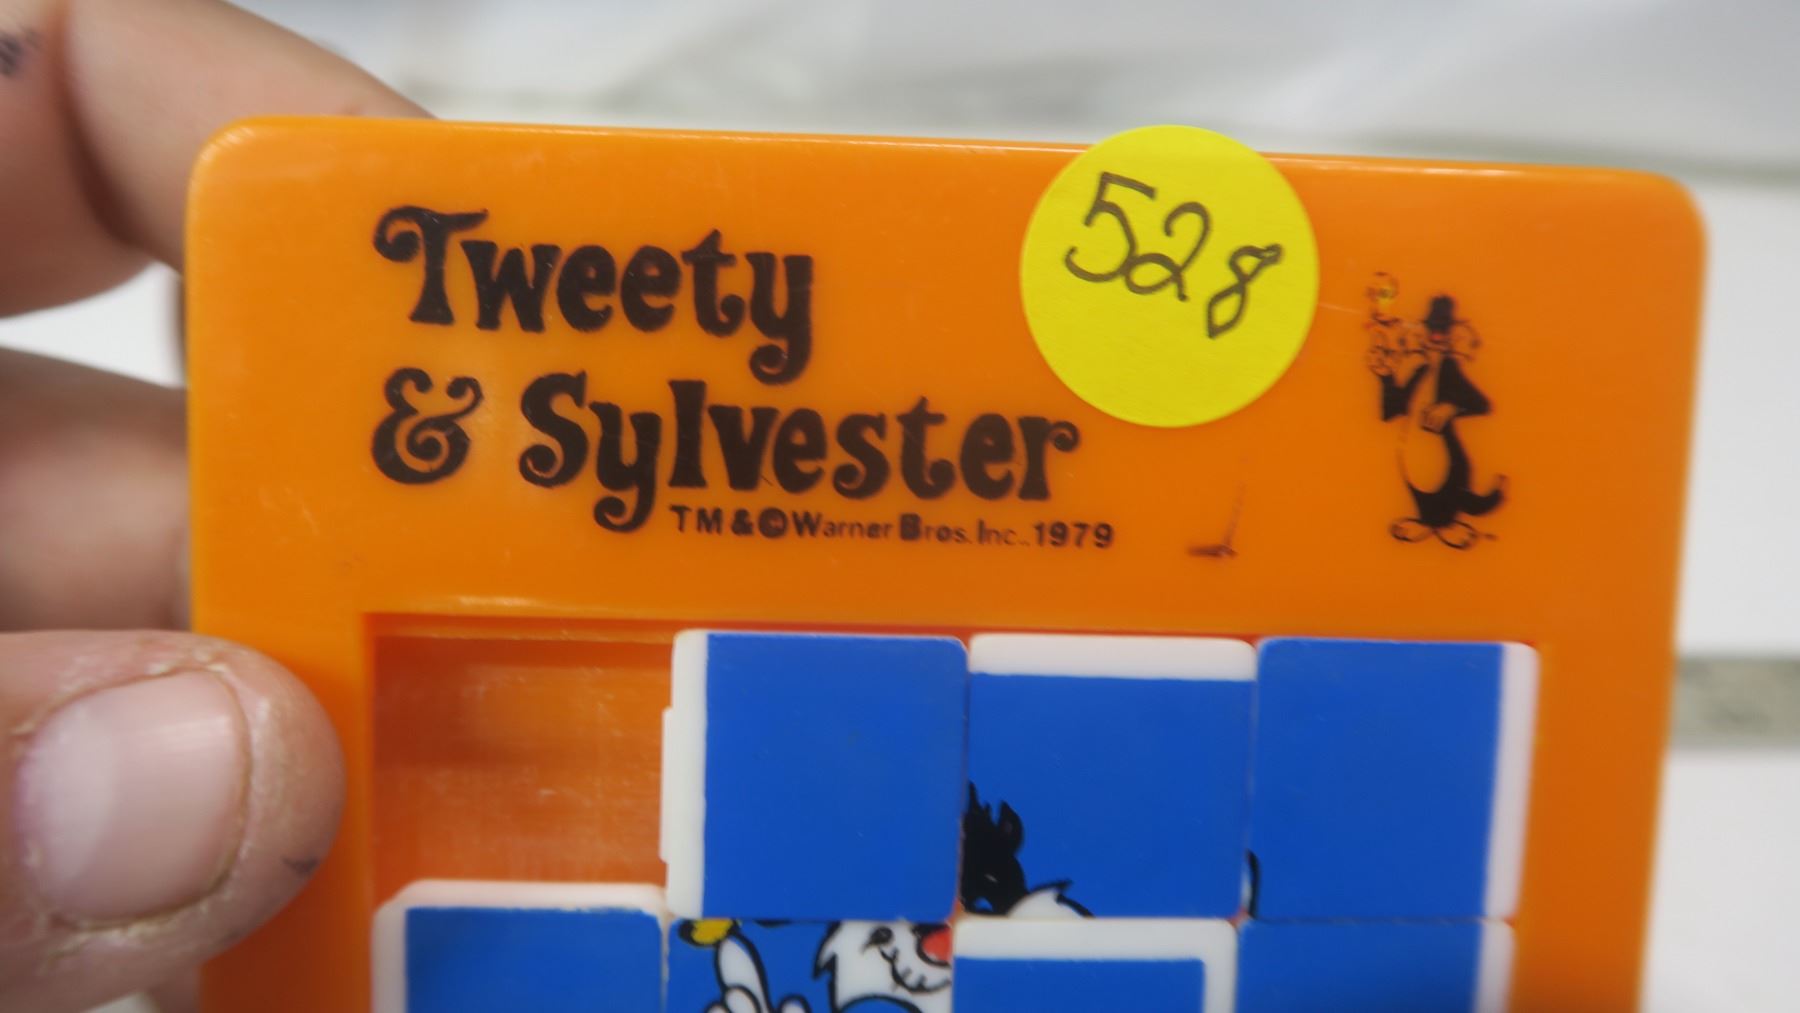 Tweety
& Sylvester
TM & © Warner Bros. Inc.. 1979
528